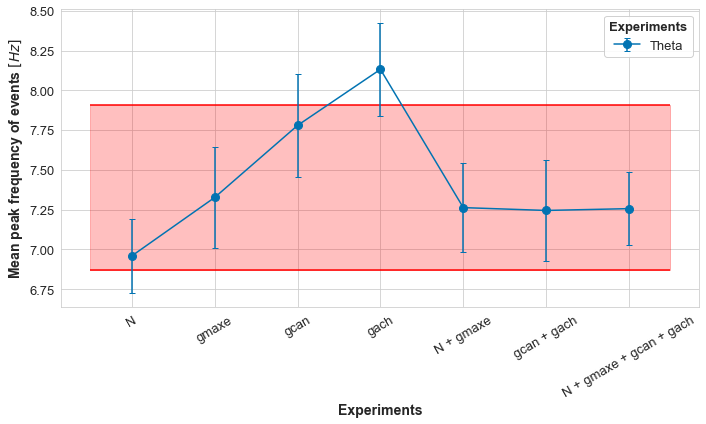 8.50
8.25
8.00
7.75
7.50
7.25
7.00
6.75
Mean peak frequency of events [Hz]
Experiments
Theta
N
gmaxe
gcan
gach
N + gmaxe
gcan + gach
N + gmaxe + gcan + gach
Experiments